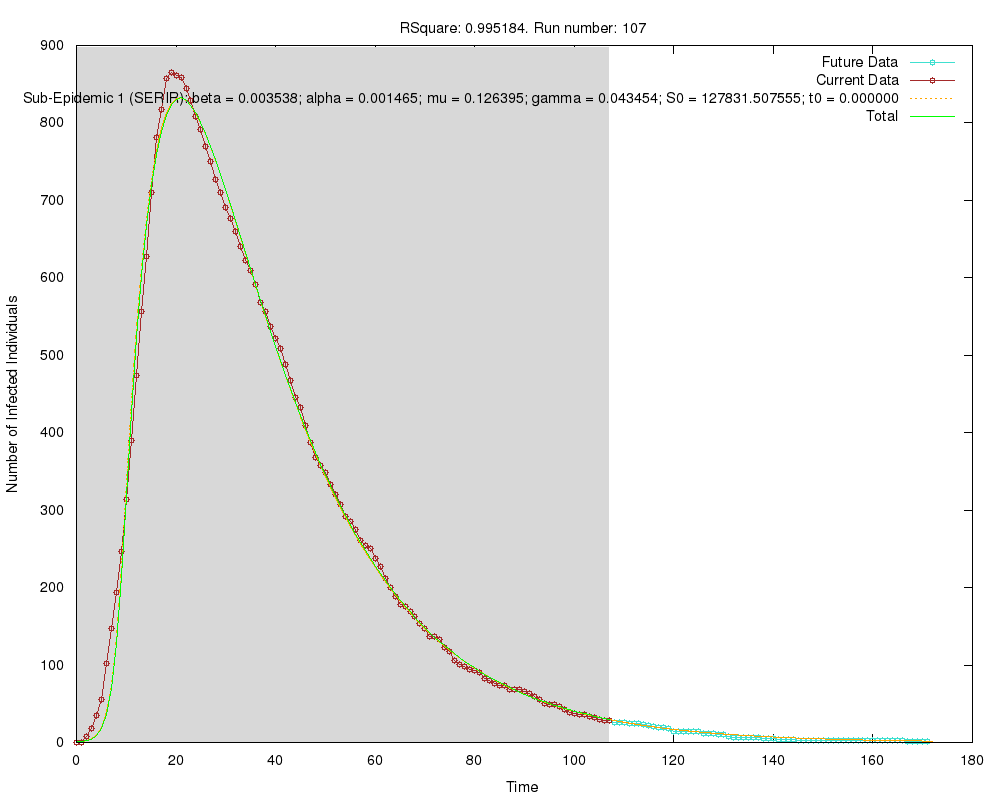 RSquare: 0.995184. Run number: 107
Future Data
Current Data
Sub-Epidemic 1 (SEIR): beta = 0.003538; alpha = 0.001465; mu = 0.126395; gamma = 0.043454; S0 = 127831.507555; t0 = 0.000000
Total
900
800
700
600
500
400
300
200
100
0
Number of Infected Individuals
0 20 40 60 80 100 120 140 160 180
Time